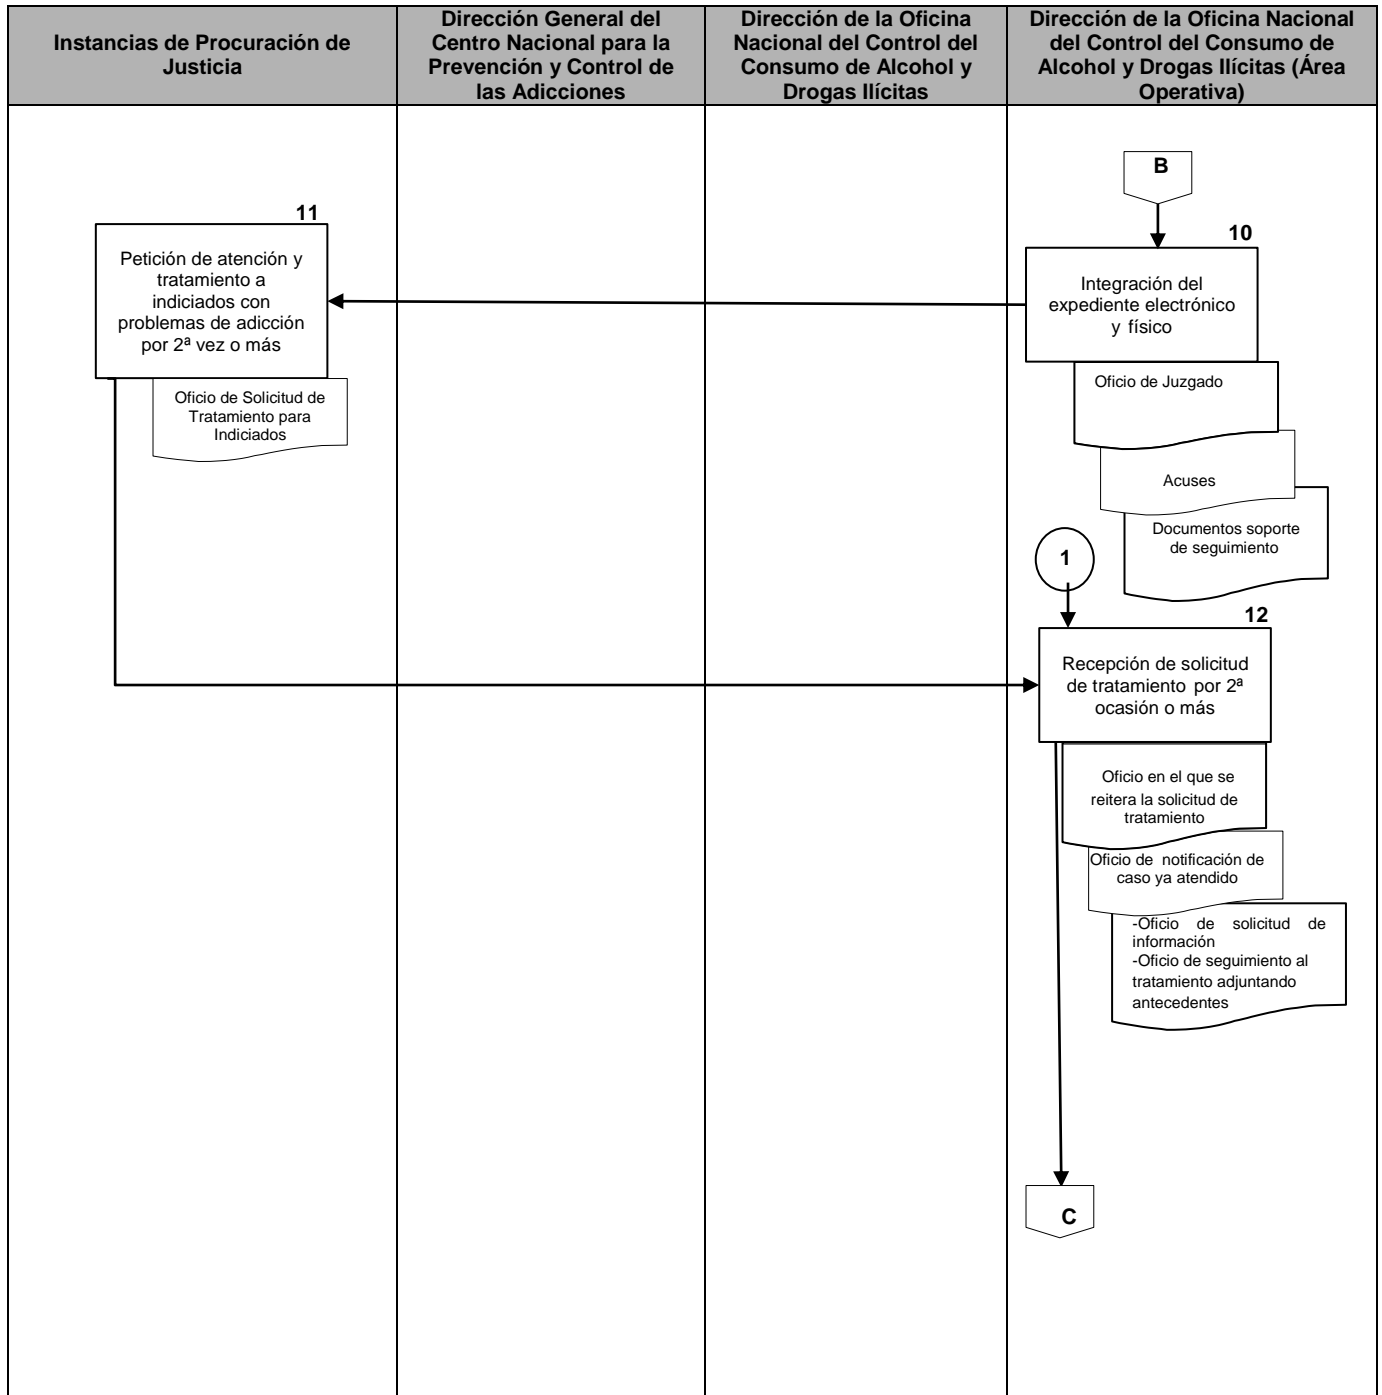 Instancias de Procuración de
Justicia
Dirección General del
Centro Nacional para la
Prevención y Control de
las Adicciones
Dirección de la Oficina
Nacional del Control del
Consumo de Alcohol y
Drogas Ilícitas
Dirección de la Oficina Nacional
del Control del Consumo de
Alcohol y Drogas Ilícitas (Área
Operativa)
B
10
Integración del
expediente electrónico
y físico
Oficio de Juzgado
Acuses
Documentos soporte
de seguimiento
11
Petición de atención y
tratamiento a
indiciados con
problemas de adicción
por 2ª vez o más
Oficio de Solicitud de
Tratamiento para
Indiciados
1
12
Recepción de solicitud
de tratamiento por 2ª
ocasión o más
Oficio en el que se
reitera la solicitud de
tratamiento
Oficio de notificación de
caso ya atendido
-Oficio de solicitud de
información
-Oficio de seguimiento al
tratamiento adjuntando
antecedentes
C